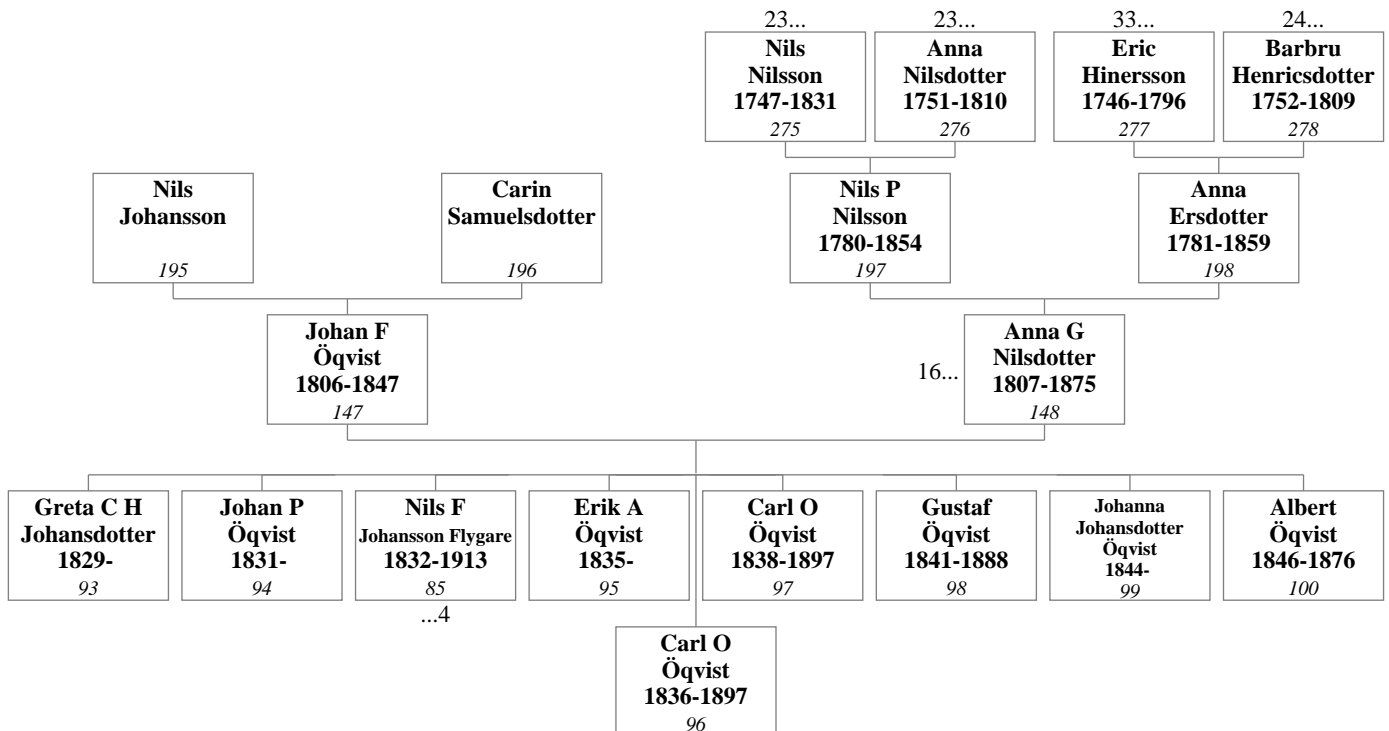 23...
23...
33...
24...
Nils
Nilsson
1747-1831
275
Anna
Nilsdotter
1751-1810
276
Eric
Hinersson
1746-1796
277
Barbru
Henricsdotter
1752-1809
278
Nils
Johansson
195
Carin
Samuelsdotter
196
Nils P
Nilsson
1780-1854
197
Anna
Ersdotter
1781-1859
198
Johan F
Öqvist
1806-1847
147
16...
Anna G
Nilsdotter
1807-1875
148
Greta C H
Johansdotter
1829-
93
Johan P
Öqvist
1831-
94
Nils F
Johansson Flygare
1832-1913
85
...4
Erik A
Öqvist
1835-
95
Carl O
Öqvist
1838-1897
97
Gustaf
Öqvist
1841-1888
98
Johanna
Johansdotter
Öqvist
1844-
99
Albert
Öqvist
1846-1876
100
Carl O
Öqvist
1836-1897
96